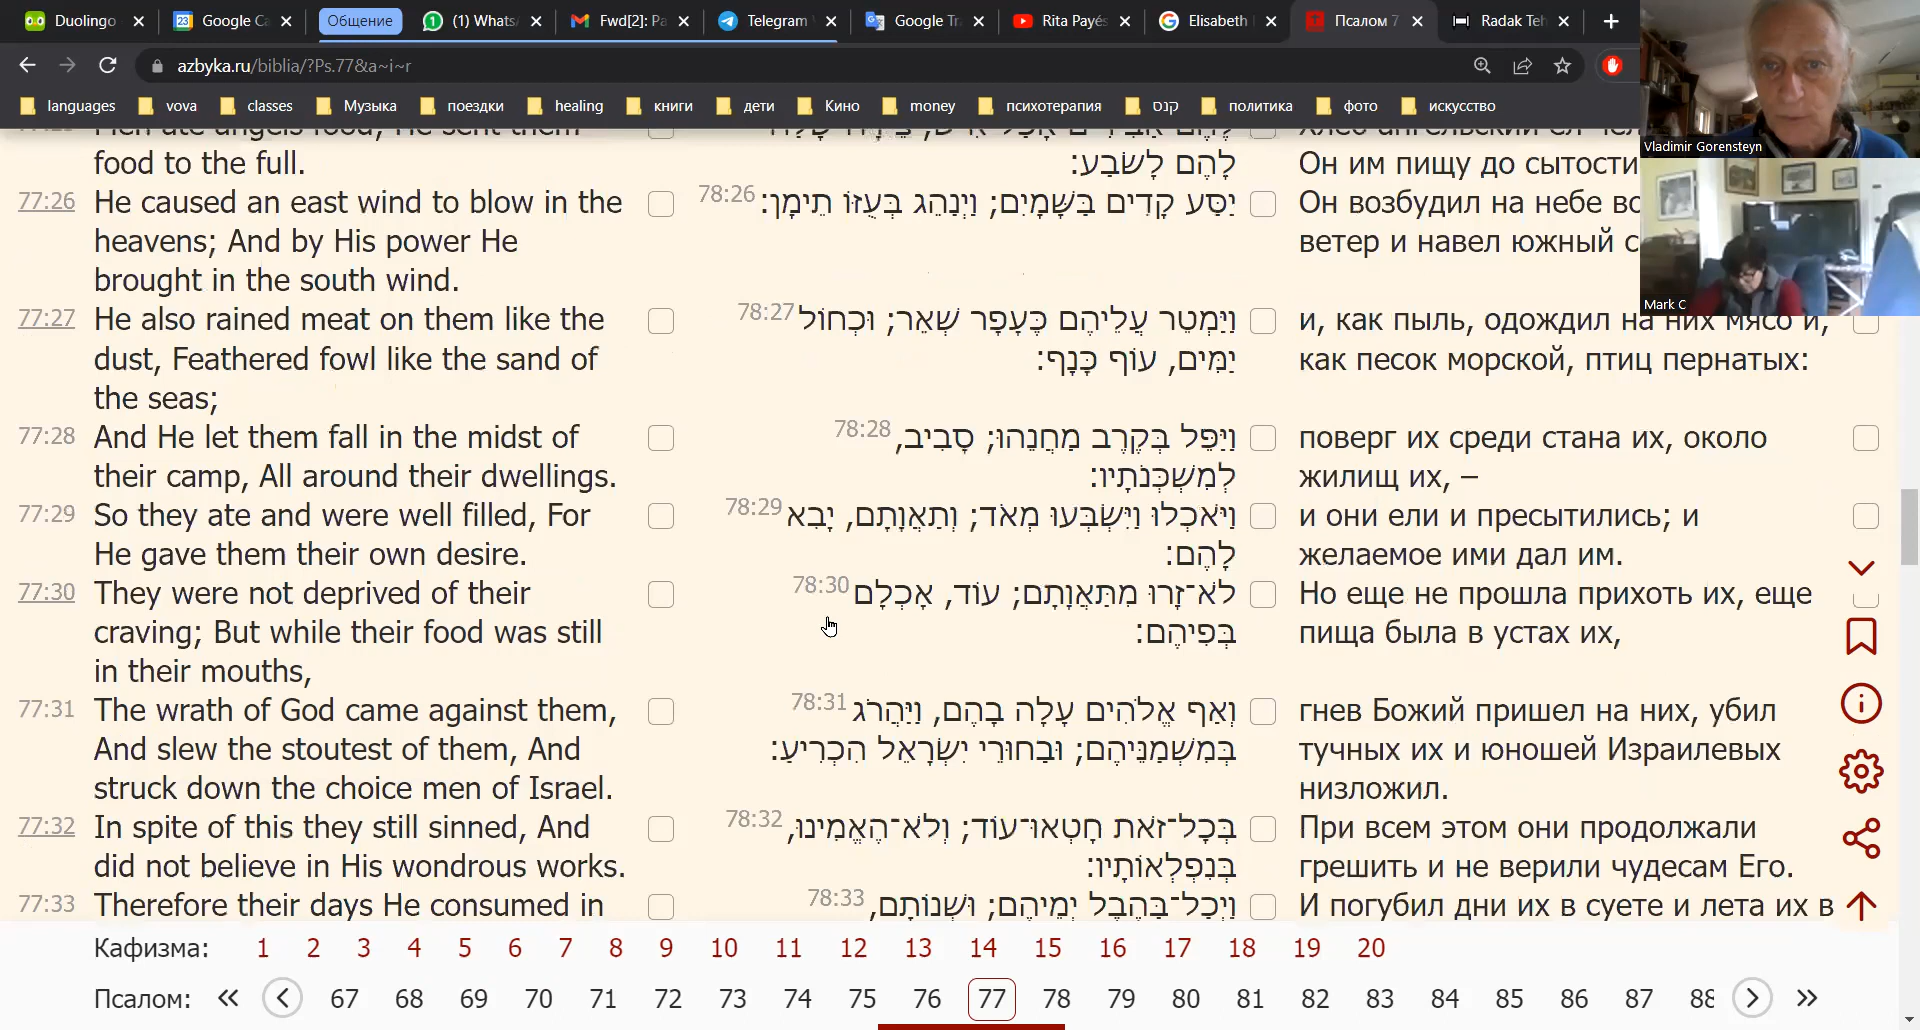 Duolingo
Google Ca
Общение
(1) Whats
Fwd[2]: Pa
Telegram
Google Tr
Rita Payés
Elisabeth
Псалом 7
Radak Teh
azbyka.ru/biblia/?Ps.77&a~i~r
languages
vova
classes
Музыка
поездки
healing
книги
дети
Кино
money
психотерапия
קנס
политика
фото
искусство
Vladimir Gorensteyn
Mark C
Men ate angels' food; He sent them
food to the full.
77:26 He caused an east wind to blow in the
heavens; And by His power He
brought in the south wind.
77:27 He also rained meat on them like the
dust, Feathered fowl like the sand of
the seas;
77:28 And He let them fall in the midst of
their camp, All around their dwellings.
77:29 So they ate and were well filled, For
He gave them their own desire.
77:30 They were not deprived of their
craving; But while their food was still
in their mouths,
77:31 The wrath of God came against them,
And slew the stoutest of them, And
struck down the choice men of Israel.
77:32 In spite of this they still sinned, And
did not believe in His wondrous works.
77:33 Therefore their days He consumed in
לָהֶם לָשֹׂבַע:
78:26 יַסַּע קָדִים בַּשָּׁמָיִם; וַיְנַהֵג בְּעֻזּוֹ תֵימָן:
78:27 וַיַּמְטֵר עֲלֵיהֶם כֶּעָפָר שְׁאֵר; וּכְחוֹל
יַמִּים, עוֹף כָּנָף:
78:28 וַיַּפֵּל בְּקֶרֶב מַחֲנֵהוּ; סָבִיב,
לְמִשְׁכְּנֹתָיו:
78:29 וַיֹּאכְלוּ וַיִּשְׂבְּעוּ מְאֹד; וְתַאֲוָתָם, יָבִא
לָהֶם:
78:30 לֹא־זָרוּ מִתַּאֲוָתָם; עוֹד, אָכְלָם
בְּפִיהֶם:
78:31 וְאַף אֱלֹהִים עָלָה בָהֶם, וַיַּהֲרֹג
בְּמִשְׁמַנֵּיהֶם; וּבַחוּרֵי יִשְׂרָאֵל הִכְרִיעַ:
78:32 בְּכָל־זֹאת חָטְאוּ־עוֹד; וְלֹא־הֶאֱמִינוּ,
בְּנִפְלְאוֹתָיו:
78:33 וַיְכַל־בַּהֶבֶל יְמֵיהֶם; וּשְׁנוֹתָם,
Он им пищу до сытости
Он возбудил на небе во
ветер и навел южный с
и, как пыль, одождил на них мясо и,
как песок морской, птиц пернатых:
поверг их среди стана их, около
жилищ их, –
и они ели и пресытились; и
желаемое ими дал им.
Но еще не прошла прихоть их, еще
пища была в устах их,
гнев Божий пришел на них, убил
тучных их и юношей Израилевых
низложил.
При всем этом они продолжали
грешить и не верили чудесам Его.
И погубил дни их в суете и лета их в
Кафизма: 1 2 3 4 5 6 7 8 9 10 11 12 13 14 15 16 17 18 19 20
Псалом: 67 68 69 70 71 72 73 74 75 76 77 78 79 80 81 82 83 84 85 86 87 88